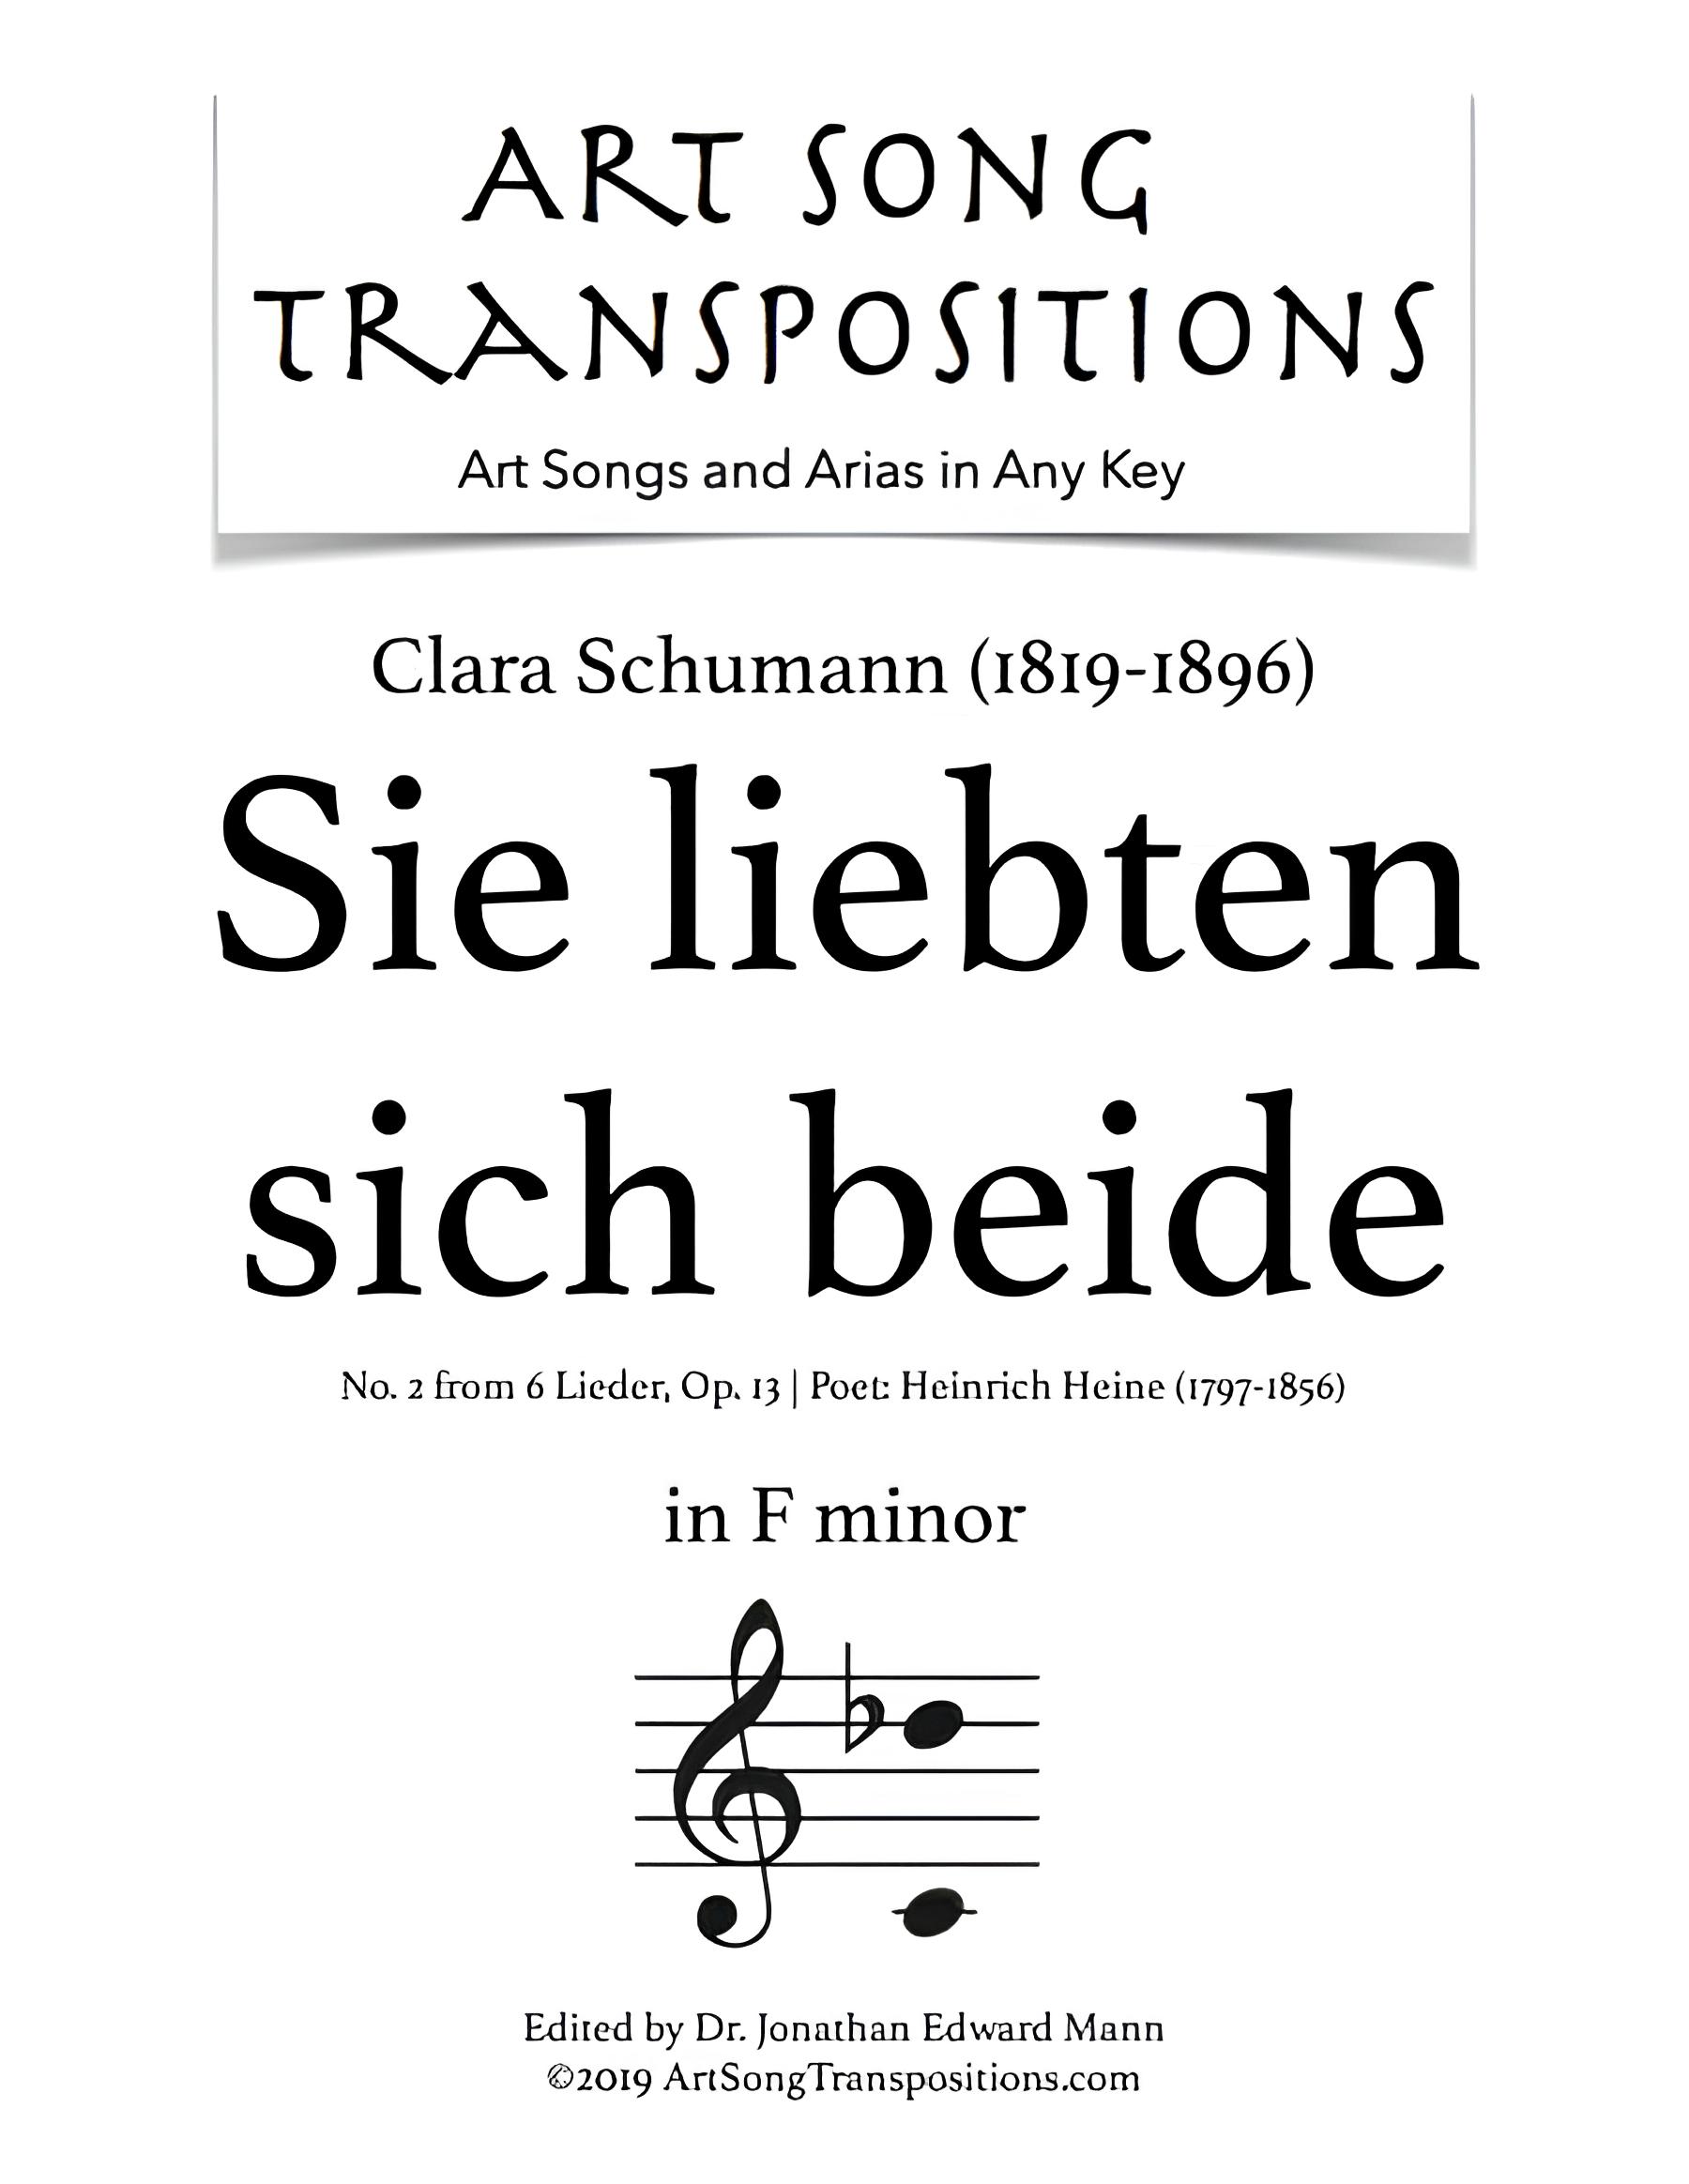 ART SONG
TRANSPOSITIONS
Art Songs and Arias in Any Key
Clara Schumann (1819-1896)
Sie liebten
sich beide
No. 2 from 6 Lieder, Op. 13 | Poet: Heinrich Heine (1797-1856)
in F minor
Edited by Dr. Jonathan Edward Mann
©2019 ArtSongTranspositions.com